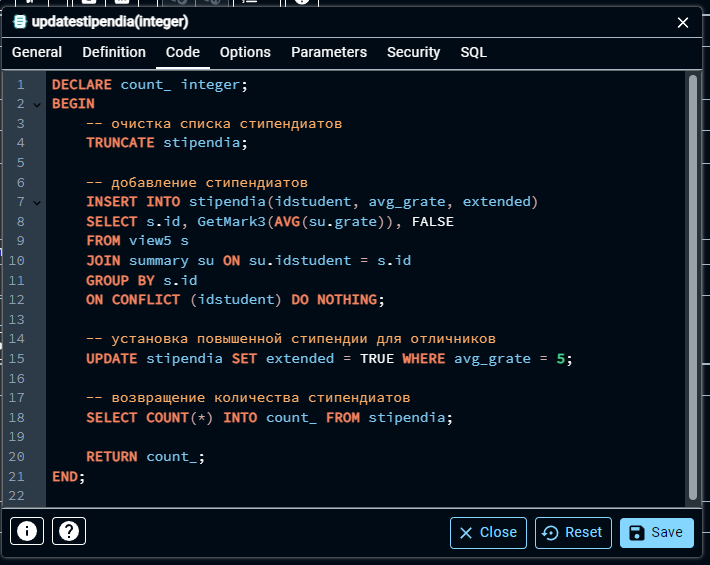 updatestipendia(integer)
General Definition Code Options Parameters Security SQL
1 DECLARE count_ integer;
2 BEGIN
3 -- очистка списка стипендиатов
4 TRUNCATE stipendia;
5
6 -- добавление стипендиатов
7 INSERT INTO stipendia(idstudent, avg_grate, extended)
8 SELECT s.id, GetMark3(AVG(su.grate)), FALSE
9 FROM view5 s
10 JOIN summary su ON su.idstudent = s.id
11 GROUP BY s.id
12 ON CONFLICT (idstudent) DO NOTHING;
13
14 -- установка повышенной стипендии для отличников
15 UPDATE stipendia SET extended = TRUE WHERE avg_grate = 5;
16
17 -- возвращение количества стипендиатов
18 SELECT COUNT(*) INTO count_ FROM stipendia;
19
20 RETURN count_;
21 END;
22
Close Reset Save